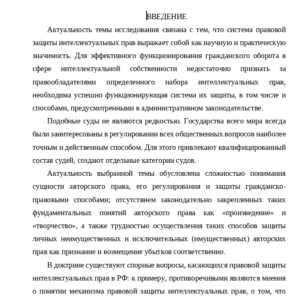 ВВЕДЕНИЕ
Актуальность темы исследования связана с тем, что система правовой
защиты интеллектуальных прав выражает собой как научную и практическую
значимость. Для эффективного функционирования гражданского оборота в
сфере интеллектуальной собственности недостаточно признать за
правообладателями определенного набора интеллектуальных прав,
необходима успешно функционирующая система их защиты, в том числе и
способами, предусмотренными в административном законодательстве.
Подобные суды не являются редкостью. Государства всего мира всегда
были заинтересованы в регулировании всех общественных вопросов наиболее
точным и действенным способом. Для этого привлекают квалифицированный
состав судей, создают отдельные категории судов.
Актуальность выбранной темы обусловлена сложностью понимания
сущности авторского права, его регулирования и защиты гражданско-
правовыми способами; отсутствием законодательно закрепленных таких
фундаментальных понятий авторского права как «произведение» и
«творчество», а также трудностью осуществления таких способов защиты
личных неимущественных и исключительных (имущественных) авторских
прав как признание и возмещение убытков соответственно.
В доктрине существуют спорные вопросы, касающихся правовой защиты
интеллектуальных прав в РФ: к примеру, противоречивыми являются мнения
о понятии механизма правовой защиты интеллектуальных прав, о том, что